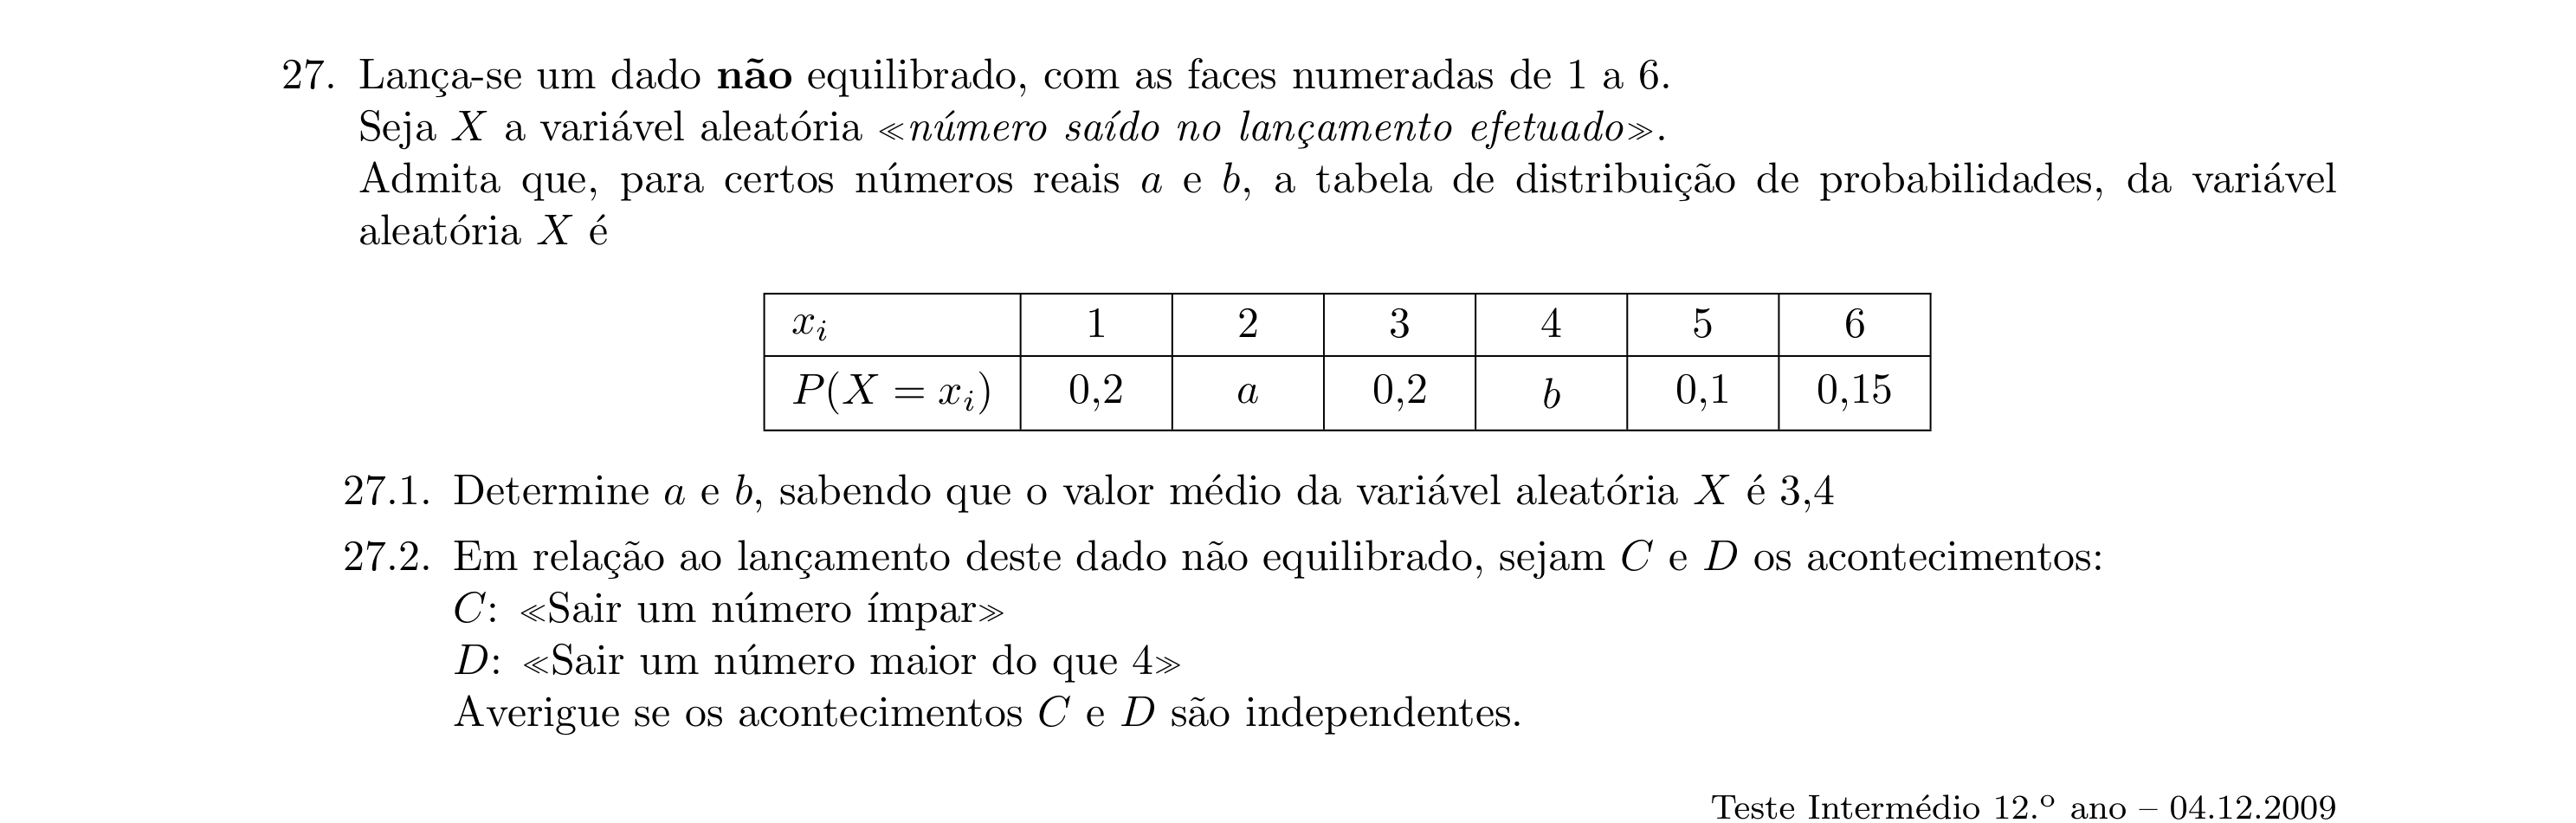 27. Lança-se um dado não equilibrado, com as faces numeradas de 1 a 6.
Seja X a variável aleatória ≪número saído no lançamento efetuado≫.
Admita que, para certos números reais a e b, a tabela de distribuição de probabilidades, da variável
aleatória X é
x_i 1 2 3 4 5 6
P(X = x_i) 0,2 a 0,2 b 0,1 0,15
27.1. Determine a e b, sabendo que o valor médio da variável aleatória X é 3,4
27.2. Em relação ao lançamento deste dado não equilibrado, sejam C e D os acontecimentos:
C: ≪Sair um número ímpar≫
D: ≪Sair um número maior do que 4≫
Averigue se os acontecimentos C e D são independentes.
Teste Intermédio 12.º ano – 04.12.2009